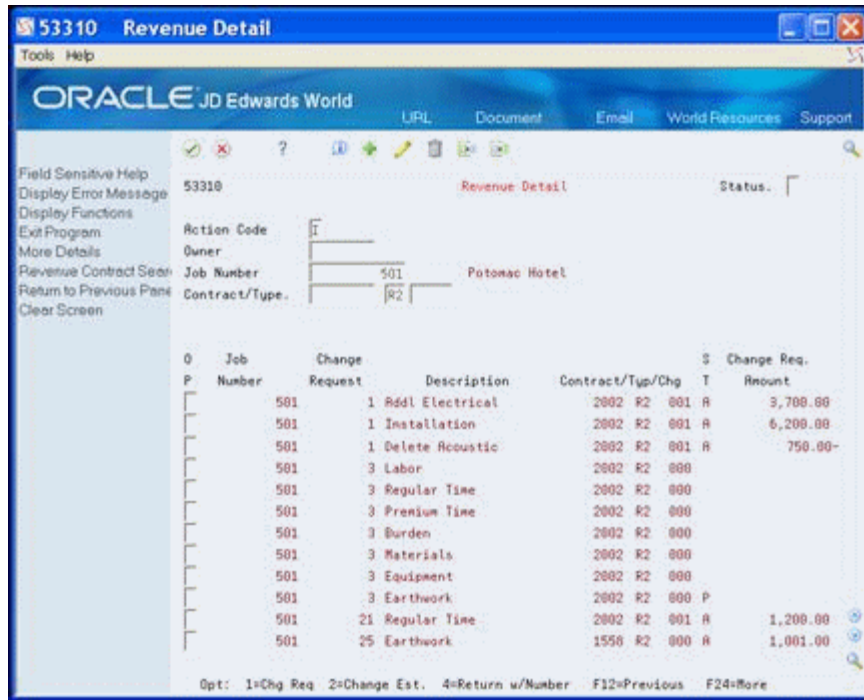 53310 Revenue Detail
Tools Help
ORACLE JD Edwards World
URL Document Email World Resources Support
Field Sensitive Help
Display Error Message
Display Functions
Exit Program
More Details
Revenue Contract Sear
Return to Previous Pane
Clear Screen
53310 Revenue Detail Status.
Action Code I
Owner
Job Number 501 Potomac Hotel
Contract/Type. R2
O Job Change S Change Req.
P Number Request Description Contract/Typ/Chg T Amount
501 1 Addl Electrical 2002 R2 001 A 3,700.00
501 1 Installation 2002 R2 001 A 6,200.00
501 1 Delete Acoustic 2002 R2 001 A 750.00-
501 3 Labor 2002 R2 000
501 3 Regular Time 2002 R2 000
501 3 Premium Time 2002 R2 000
501 3 Burden 2002 R2 000
501 3 Materials 2002 R2 000
501 3 Equipment 2002 R2 000
501 3 Earthwork 2002 R2 000 P
501 21 Regular Time 2002 R2 001 A 1,200.00
501 25 Earthwork 1558 R2 000 A 1,001.00
Opt: 1=Chg Req 2=Change Est. 4=Return w/Number F12=Previous F24=More